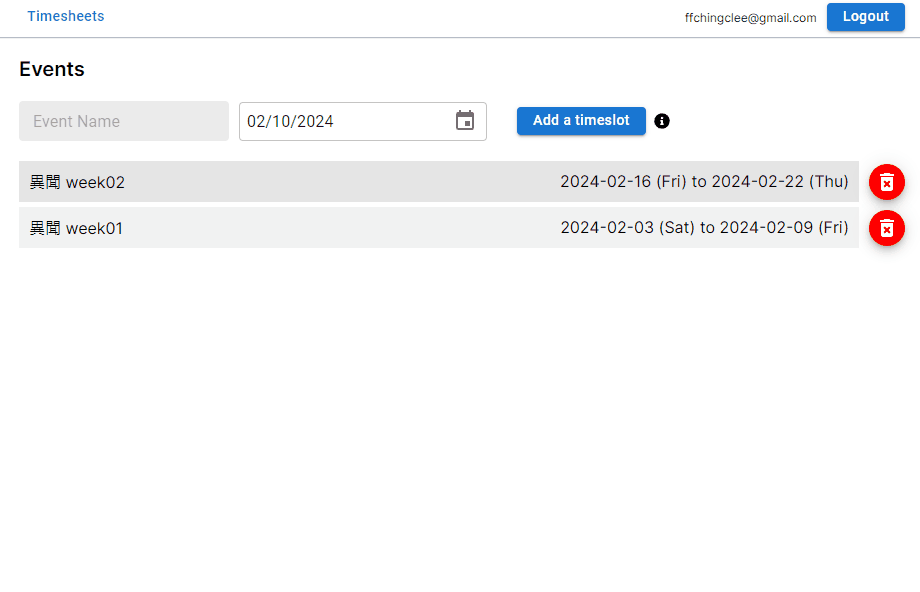 Timesheets
ffchingclee@gmail.com
Logout
Events
Event Name
02/10/2024
Add a timeslot
異聞 week02
2024-02-16 (Fri) to 2024-02-22 (Thu)
異聞 week01
2024-02-03 (Sat) to 2024-02-09 (Fri)